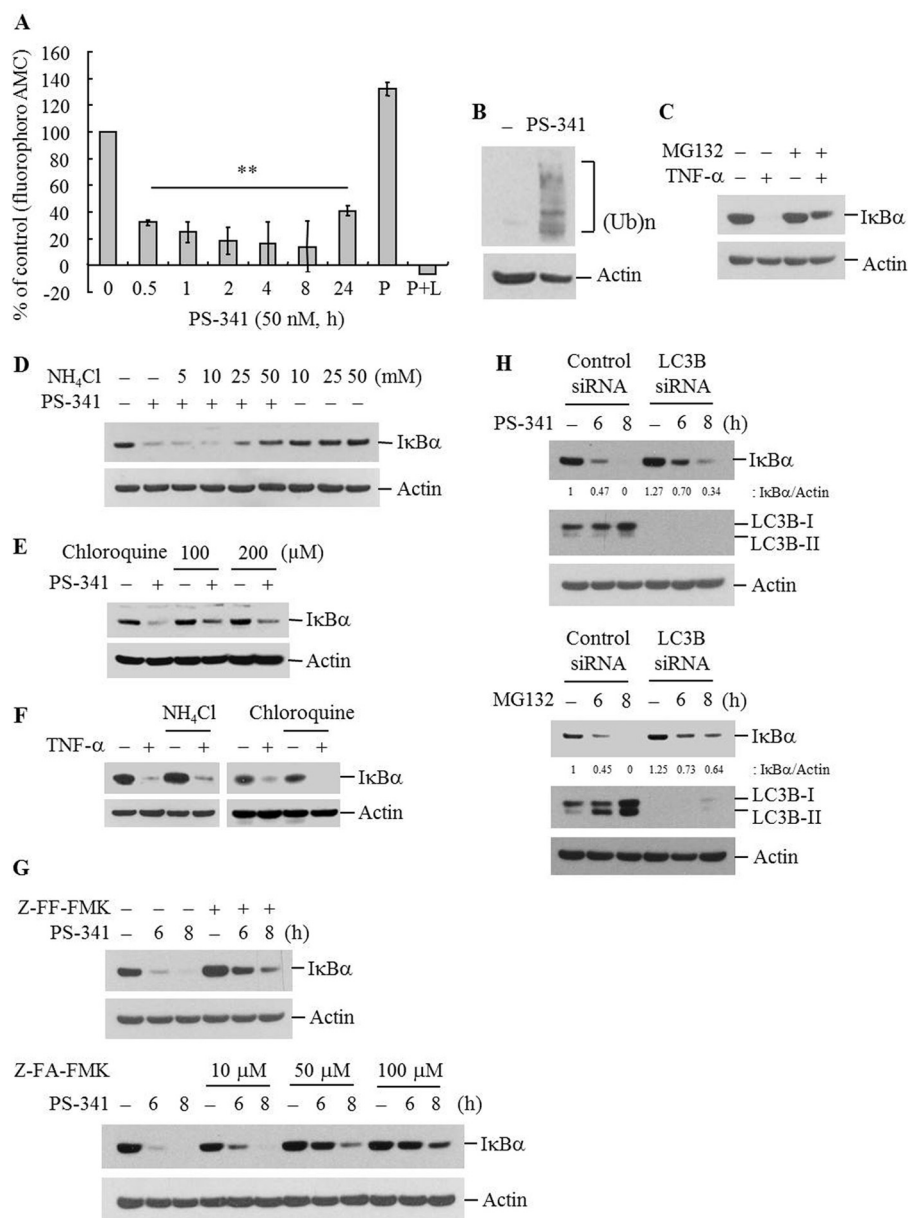 A
% of control (fluorophoro AMC)
160
140
120
100
80
60
40
20
0
-20
**
0 0.5 1 2 4 8 24 P P+L
PS-341 (50 nM, h)
B
– PS-341
(Ub)n
Actin
C
MG132 – – + +
TNF-α – + – +
IκBα
Actin
D
NH₄Cl – – 5 10 25 50 10 25 50 (mM)
PS-341 – + + + + + – – –
IκBα
Actin
E
Chloroquine 100 200 (µM)
PS-341 – + – + – +
IκBα
Actin
F
NH₄Cl Chloroquine
TNF-α – + – + – + – +
IκBα
Actin
G
Z-FF-FMK – – – + + +
PS-341 – 6 8 – 6 8 (h)
IκBα
Actin
Z-FA-FMK 10 µM 50 µM 100 µM
PS-341 – 6 8 – 6 8 – 6 8 – 6 8 (h)
IκBα
Actin
H
Control siRNA
LC3B siRNA
PS-341 – 6 8 – 6 8 (h)
IκBα
1 0.47 0 1.27 0.70 0.34 : IκBα/Actin
LC3B-I
LC3B-II
Actin
Control siRNA
LC3B siRNA
MG132 – 6 8 – 6 8 (h)
IκBα
1 0.45 0 1.25 0.73 0.64 : IκBα/Actin
LC3B-I
LC3B-II
Actin